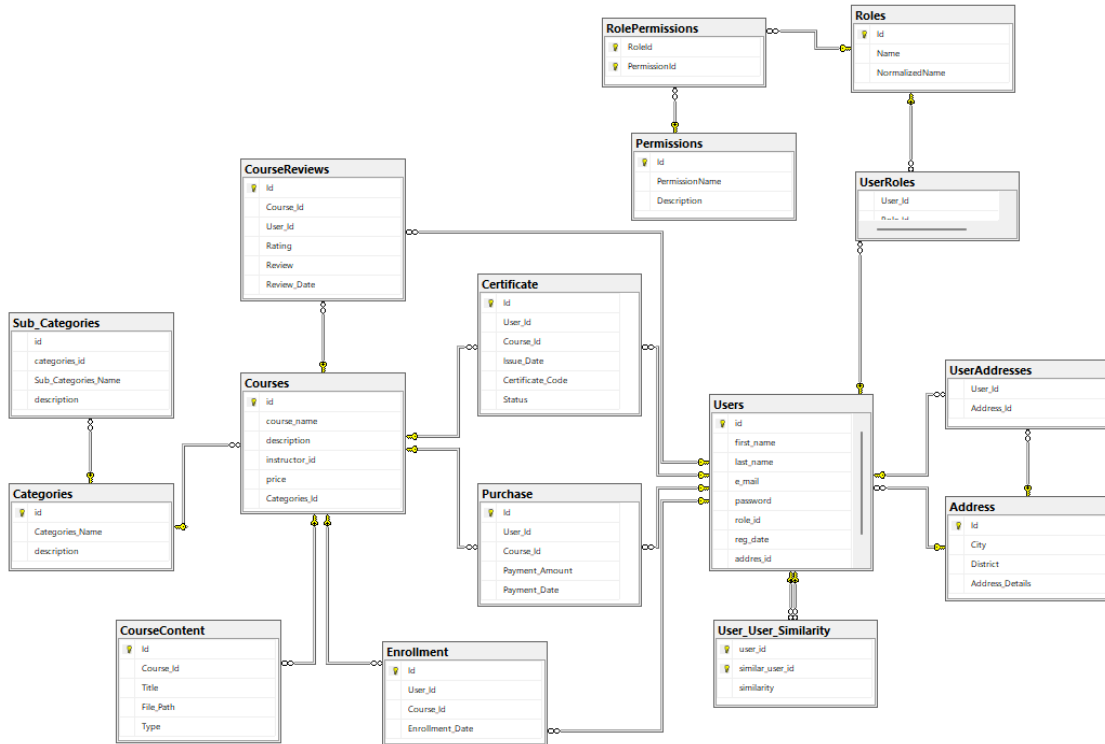 RolePermissions
RoleId
PermissionId
Roles
Id
Name
NormalizedName
Permissions
Id
PermissionName
Description
UserRoles
User_Id
Role_Id
CourseReviews
Id
Course_Id
User_Id
Rating
Review
Review_Date
Certificate
Id
User_Id
Course_Id
Issue_Date
Certificate_Code
Status
Sub_Categories
id
categories_id
Sub_Categories_Name
description
Courses
id
course_name
description
instructor_id
price
Categories_Id
Users
id
first_name
last_name
e_mail
password
role_id
reg_date
addres_id
UserAddresses
User_Id
Address_Id
Categories
id
Categories_Name
description
Purchase
id
User_Id
Course_Id
Payment_Amount
Payment_Date
Address
Id
City
District
Address_Details
CourseContent
Id
Course_Id
Title
File_Path
Type
Enrollment
Id
User_Id
Course_Id
Enrollment_Date
User_User_Similarity
user_id
similar_user_id
similarity